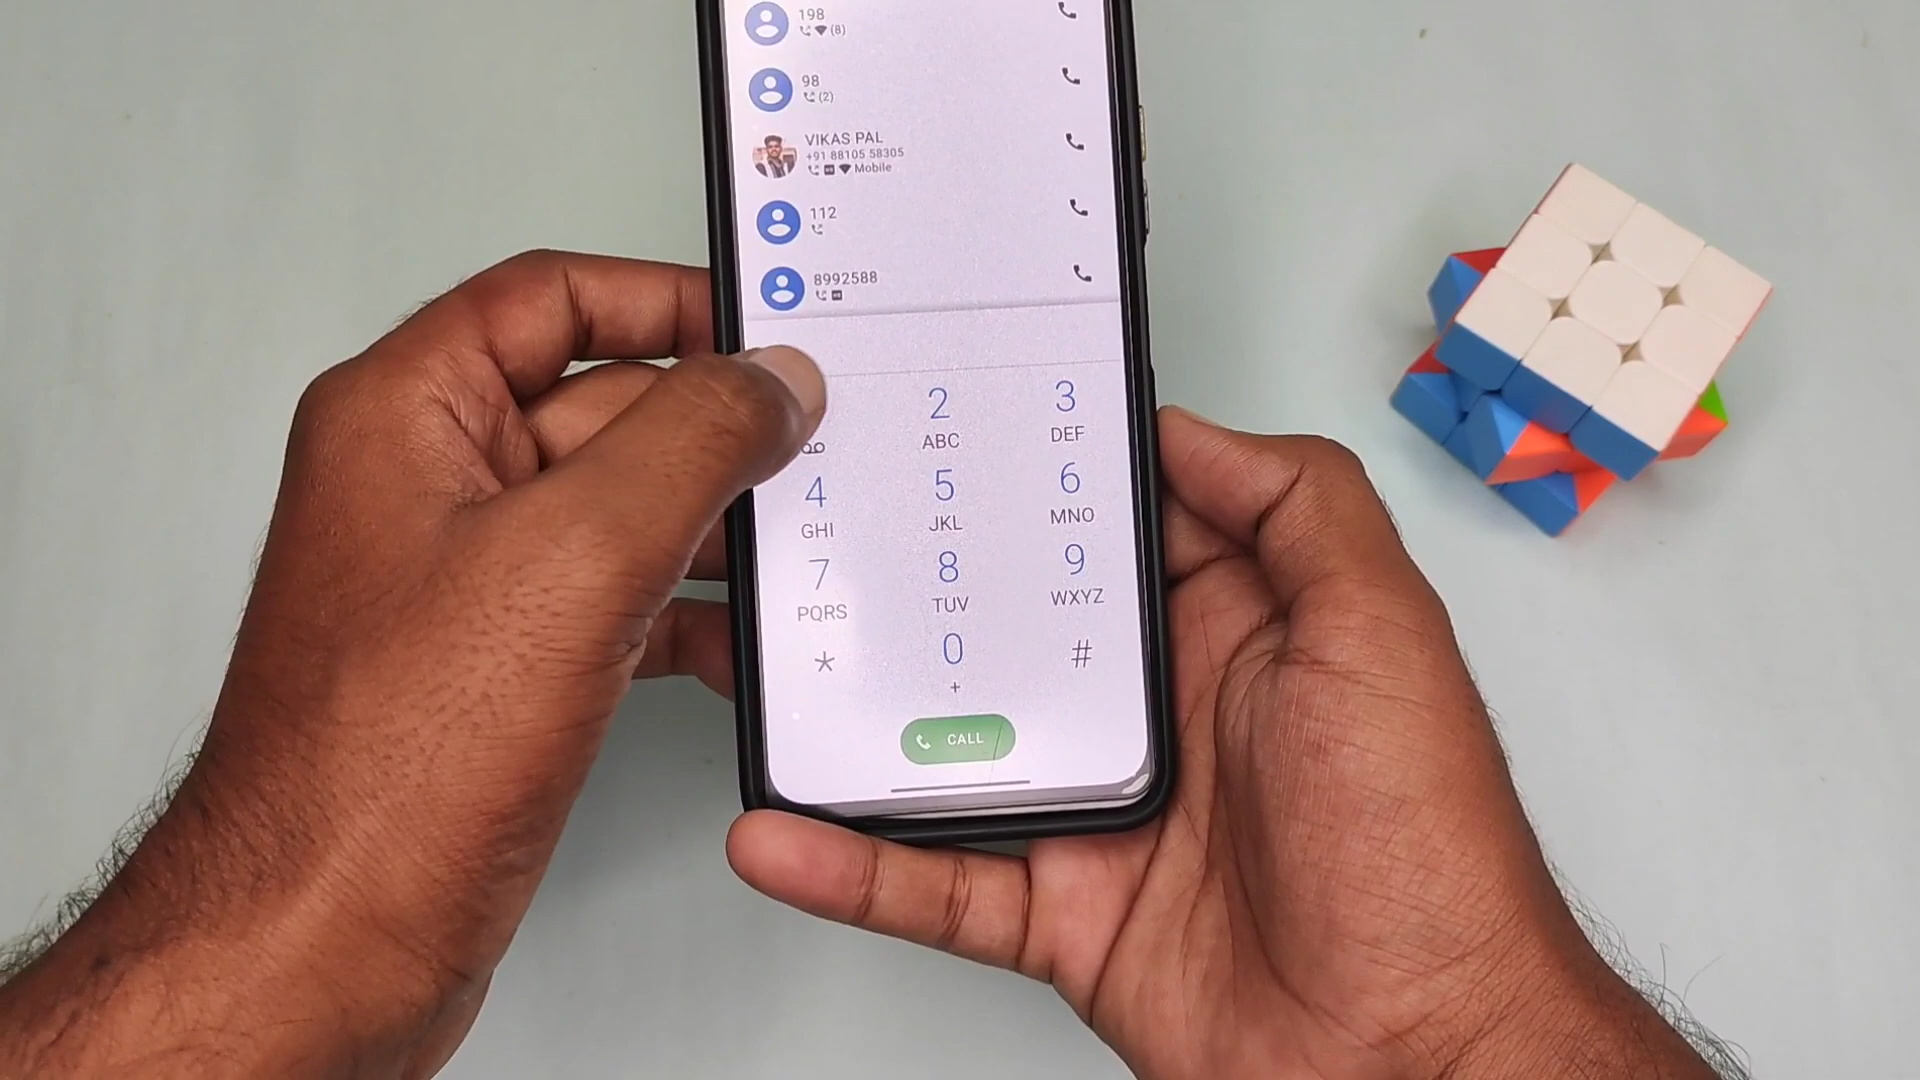 198
(8)
98
(2)
VIKAS PAL
+91 88105 58305
Mobile
112
8992588
2 3
ABC DEF
4 5 6
GHI JKL MNO
7 8 9
PQRS TUV WXYZ
* 0 #
+
CALL